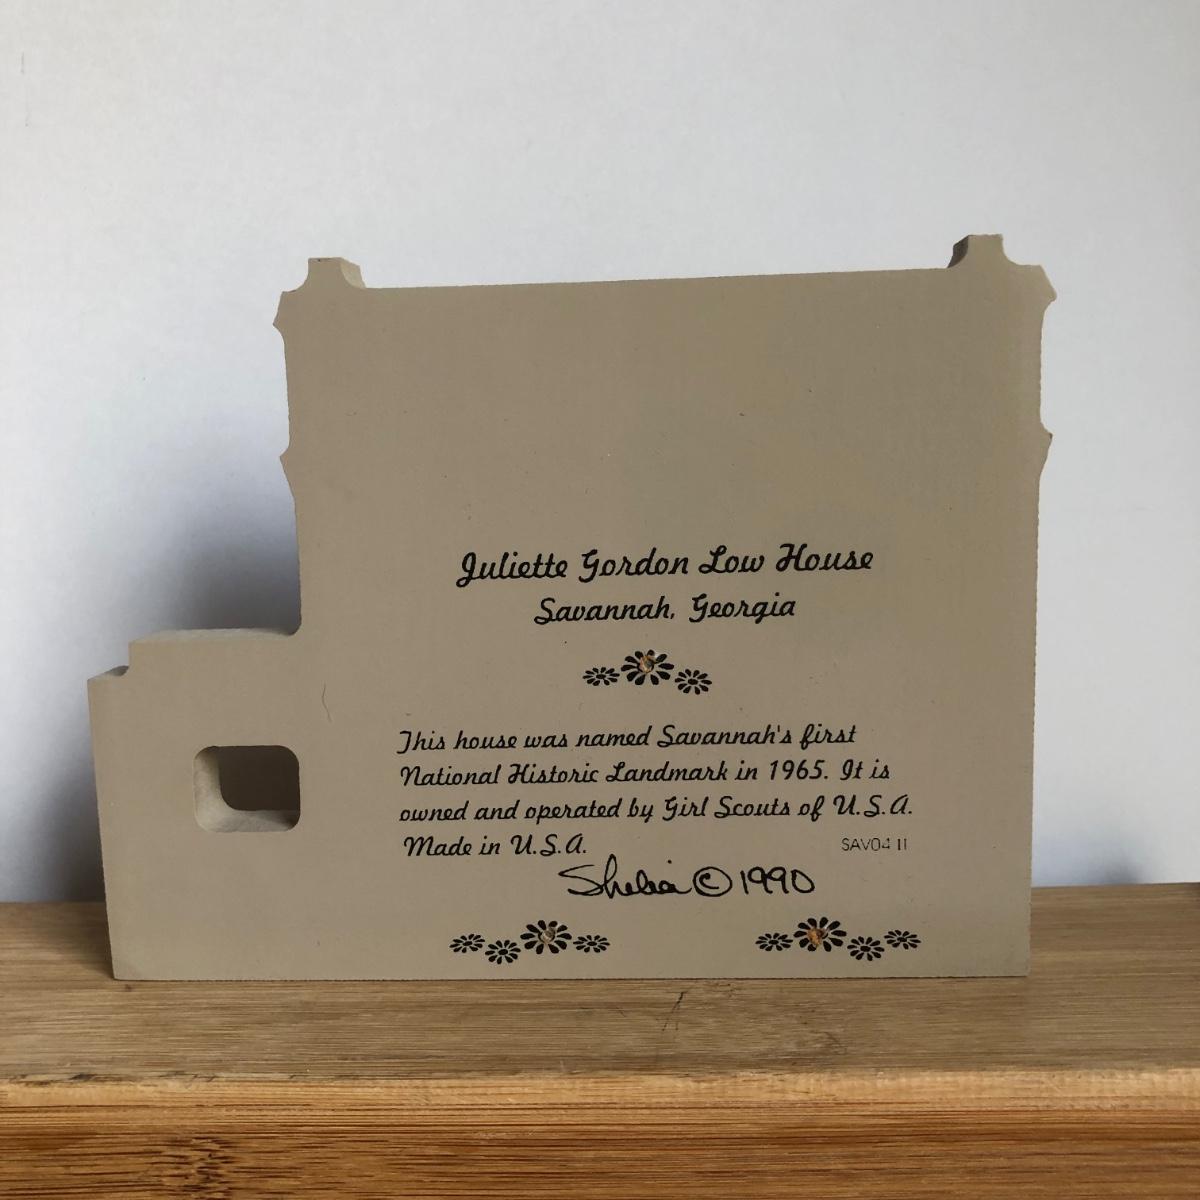 Juliette Gordon Low House
Savannah, Georgia
This house was named Savannah's first
National Historic Landmark in 1965. It is
owned and operated by Girl Scouts of U.S.A.
Made in U.S.A. SAV04 II
Shelia © 1990